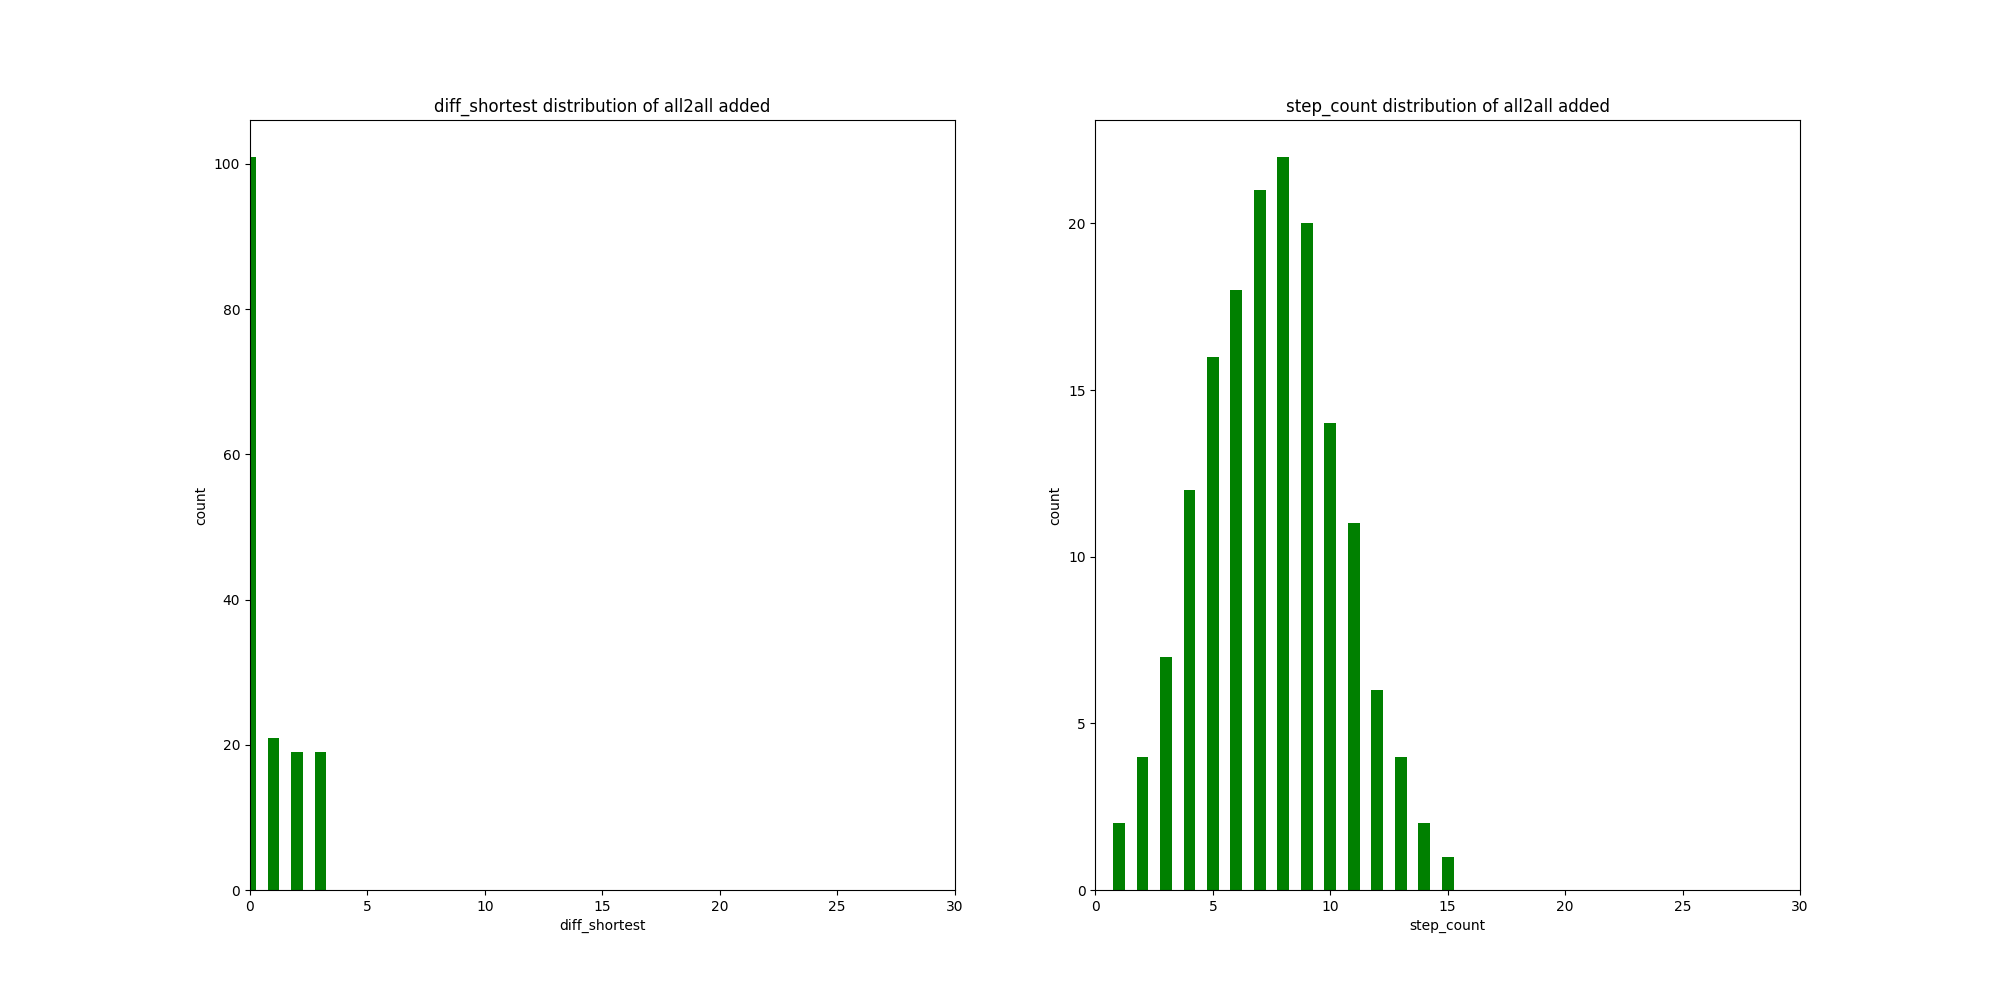 diff_shortest distribution of all2all added
100
80
60
40
20
0
count
0 5 10 15 20 25 30
diff_shortest
step_count distribution of all2all added
20
15
10
5
0
count
0 5 10 15 20 25 30
step_count